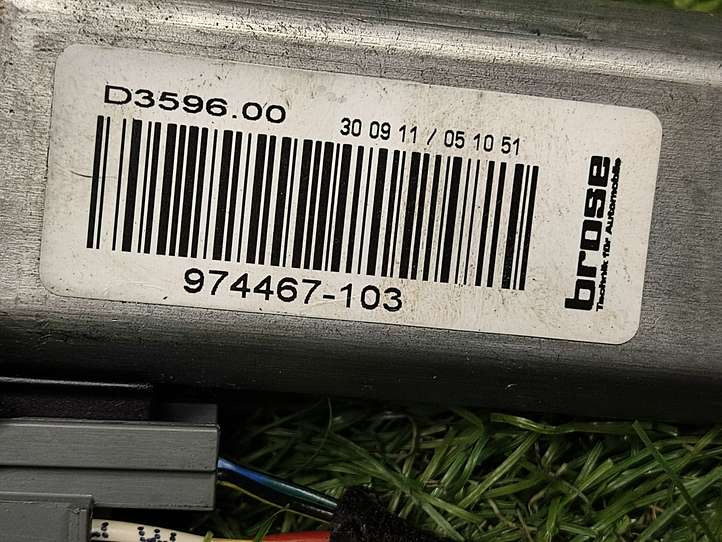 D3596.00
30 09 11 / 05 10 51
974467-103
brose
Technik für Automobile